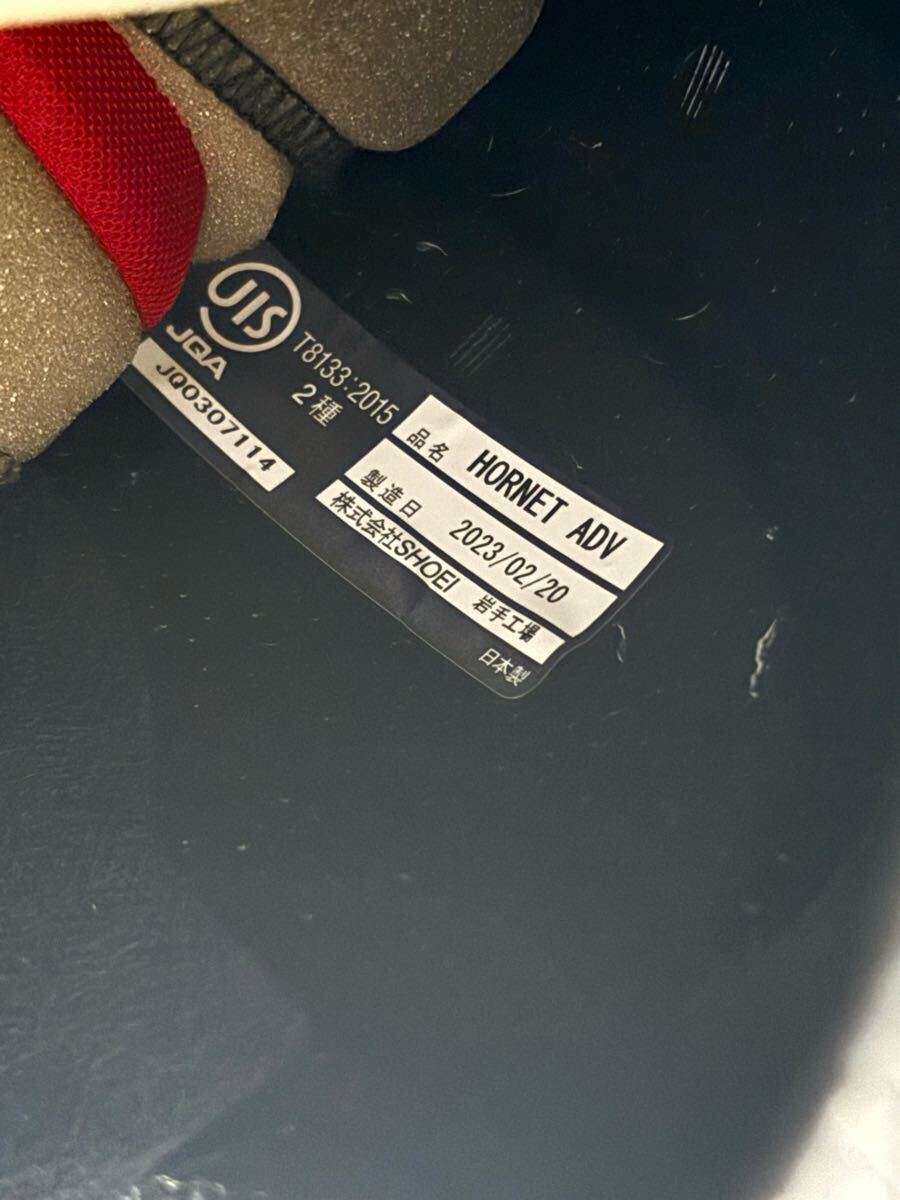 JIS
JQA
JQ0307114
T8133:2015
2種
品名 HORNET ADV
製造日 2023/02/20
株式会社SHOEI 岩手工場
日本製